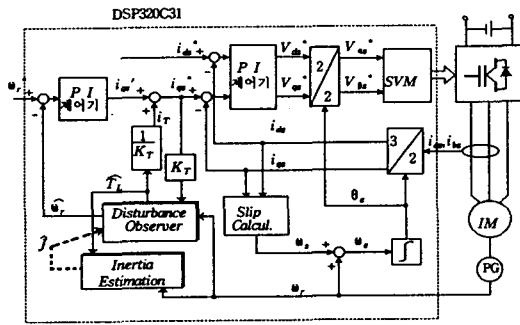 DSP320C31
ω_r* + -
P I
제어기
i_qs' +
+
i_T
1
K_T
K_T
i_qs* +
-
i_ds* +
-
P I
제어기
V_ds*
V_qs*
2
2
V_as*
V_bs*
SVM
i_ds
i_qs
3
2
i_as, i_bs
T̂_L
ω̂_r
Disturbance
Observer
Ĵ
Inertia
Estimation
Slip
Calcul.
θ_e
ω_s +
+
ω_e
∫
ω_r
IM
PG